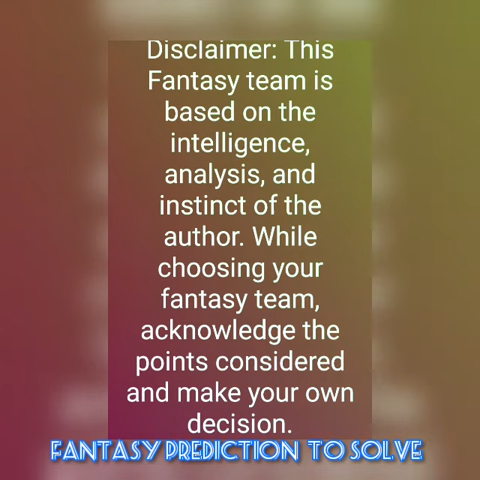 Disclaimer: This
Fantasy team is
based on the
intelligence,
analysis, and
instinct of the
author. While
choosing your
fantasy team,
acknowledge the
points considered
and make your own
decision.
FANTASY PREDICTION TO SOLVE